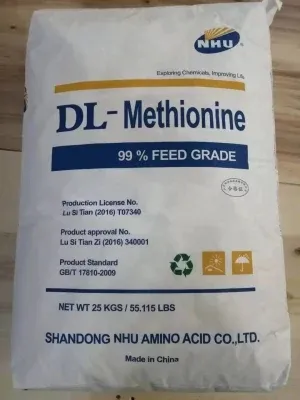 NHU
Exploring Chemicals, Improving Life
DL-Methionine
99 % FEED GRADE
Production License No.
Lu Si Tian (2016) T07340
Product approval No.
Lu Si Tian Zi (2016) 340001
Product Standard
GB/T 17810-2009
NET WT 25 KGS / 55.115 LBS
SHANDONG NHU AMINO ACID CO.,LTD.
Made in China